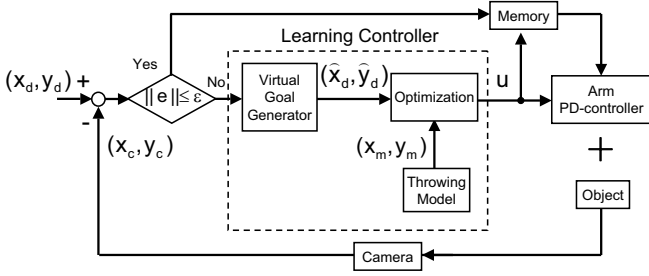 Learning Controller
Memory
Yes
(x_d, y_d) +
-
|| e || ≤ ε
No
Virtual
Goal
Generator
(x̂_d, ŷ_d)
Optimization
u
Arm
PD-controller
(x_c, y_c)
(x_m, y_m)
Throwing
Model
+
Object
Camera